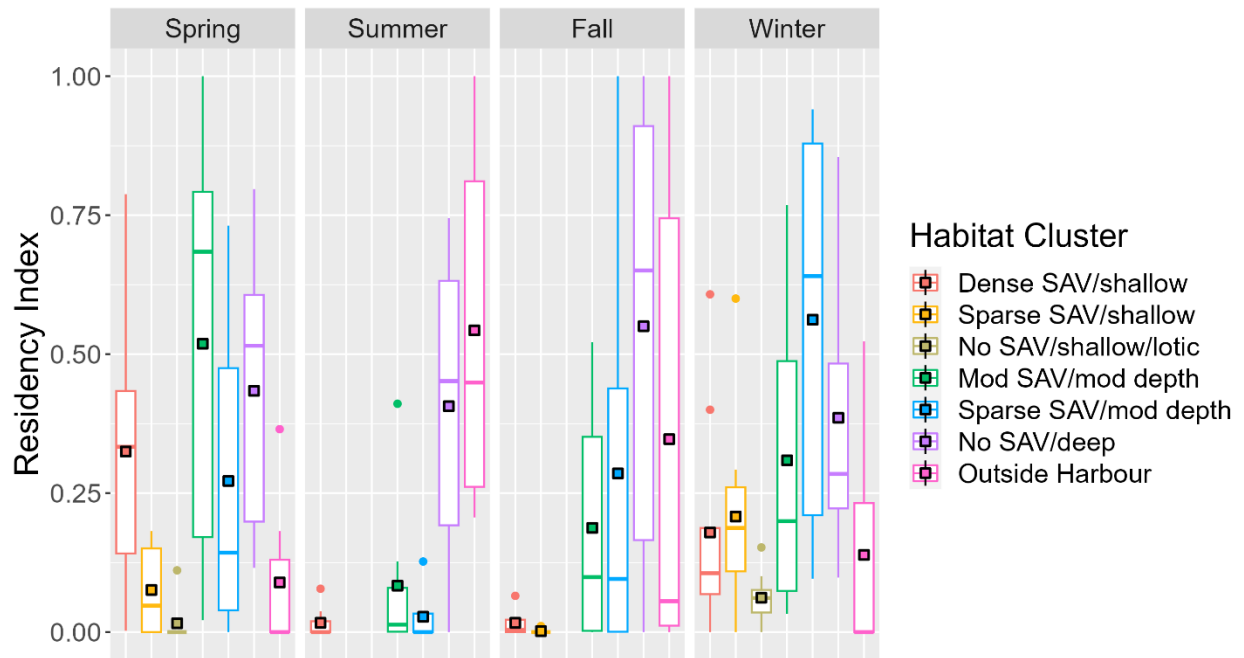 Spring
Summer
Fall
Winter
1.00
0.75
0.50
0.25
0.00
Residency Index
Habitat Cluster
Dense SAV/shallow
Sparse SAV/shallow
No SAV/shallow/lotic
Mod SAV/mod depth
Sparse SAV/mod depth
No SAV/deep
Outside Harbour